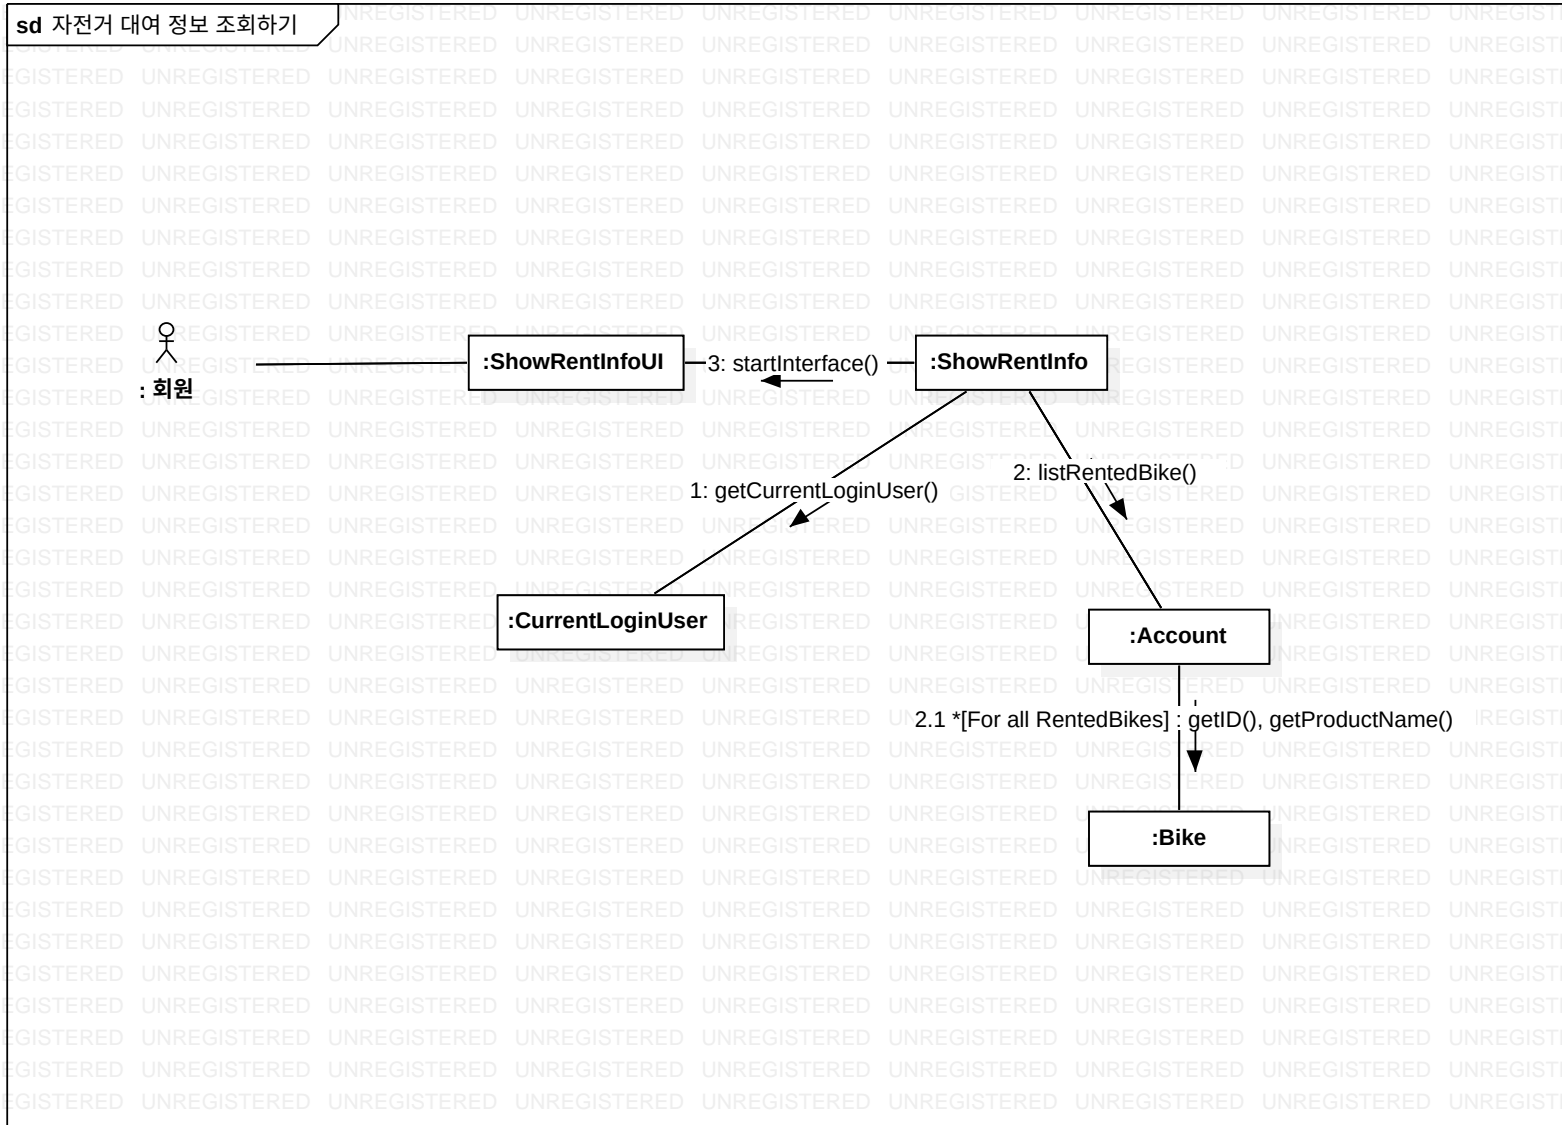 sd 자전거 대여 정보 조회하기
: 회원
:ShowRentInfoUI
3: startInterface()
:ShowRentInfo
1: getCurrentLoginUser()
2: listRentedBike()
:CurrentLoginUser
:Account
2.1 *[For all RentedBikes] : getID(), getProductName()
:Bike
UNREGISTERED